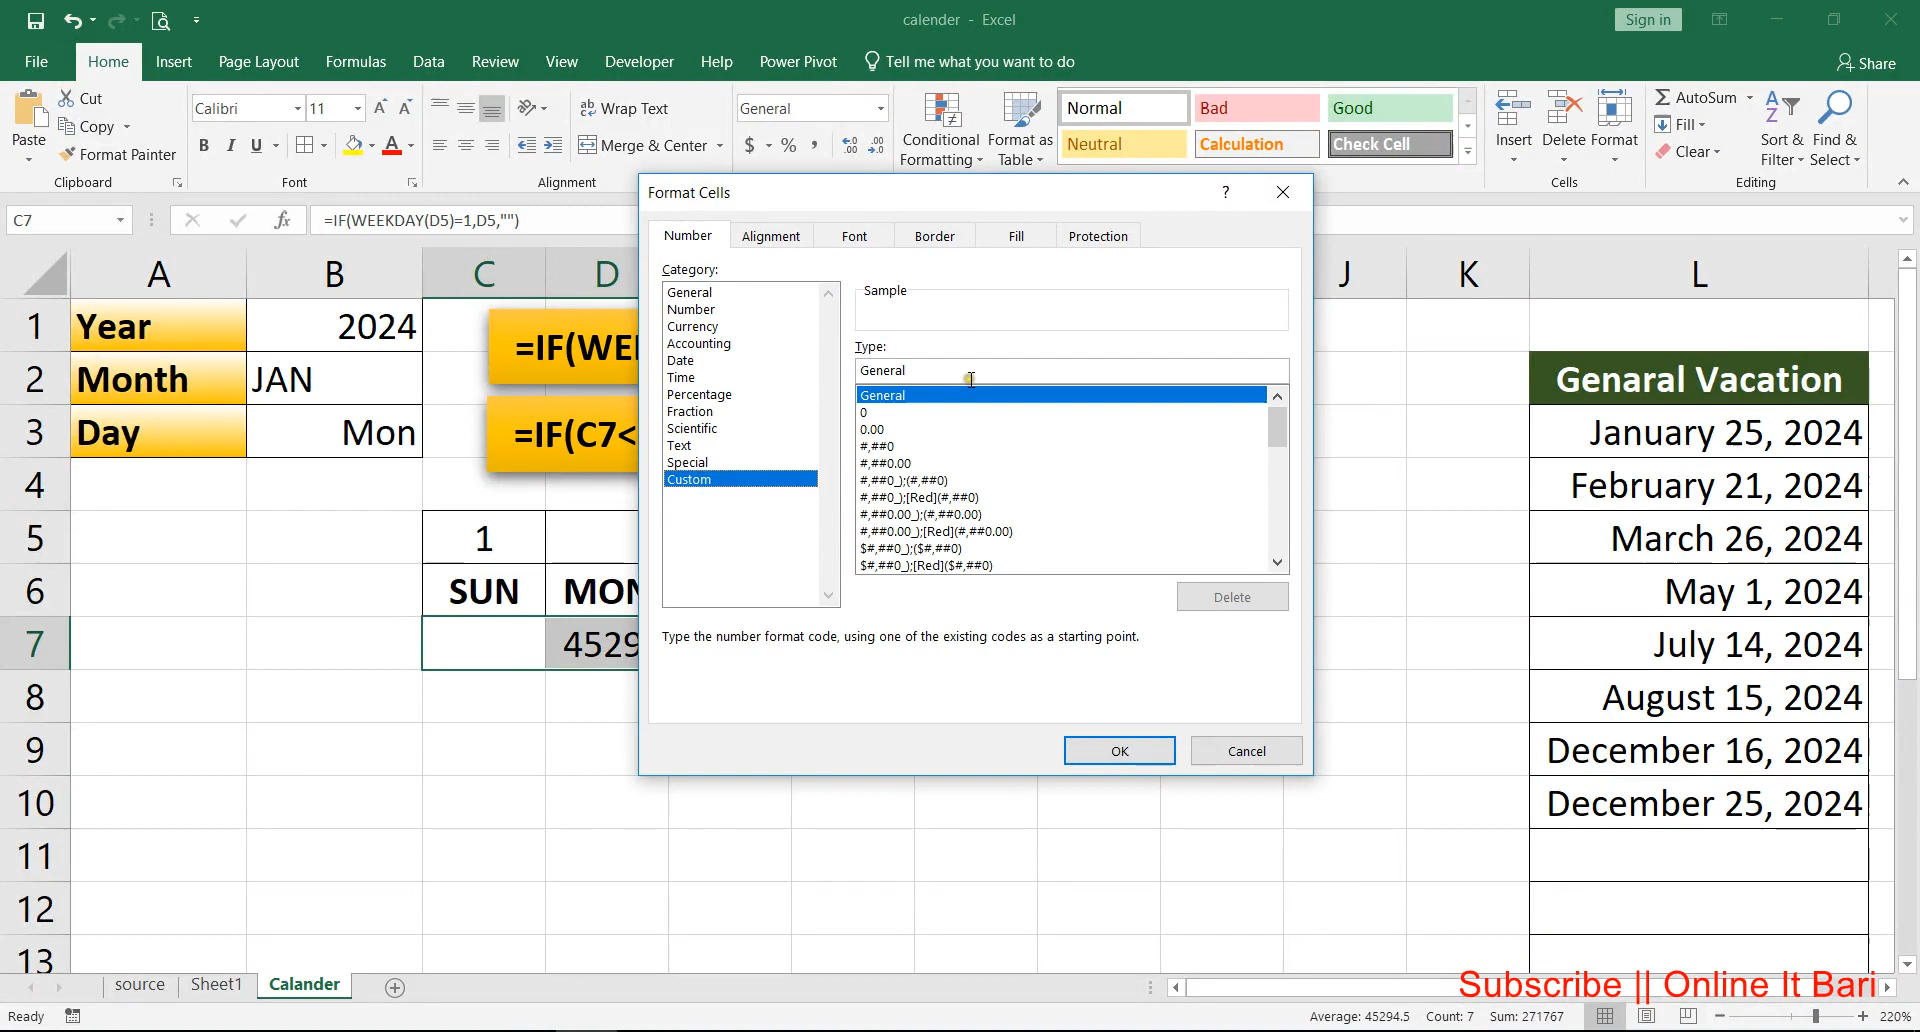 calender - Excel
Sign in
File Home Insert Page Layout Formulas Data Review View Developer Help Power Pivot Tell me what you want to do Share
Paste Cut Copy Format Painter Clipboard
Calibri 11 A A B I U A Font
ab Wrap Text Merge & Center Alignment
General $ % ,
Conditional Formatting Format as Table
Normal Bad Good
Neutral Calculation Check Cell
Insert Delete Format Cells
AutoSum Fill Clear Sort & Filter Find & Select Editing
C7 fx =IF(WEEKDAY(D5)=1,D5,"")
A B C D J K L
1 Year 2024 =IF(WE
2 Month JAN Genaral Vacation
3 Day Mon =IF(C7< January 25, 2024
4 February 21, 2024
5 1 March 26, 2024
6 SUN MON May 1, 2024
7 4529 July 14, 2024
8 August 15, 2024
9 December 16, 2024
10 December 25, 2024
11
12
13
Format Cells ?
Number Alignment Font Border Fill Protection
Category:
General
Number
Currency
Accounting
Date
Time
Percentage
Fraction
Scientific
Text
Special
Custom
Sample
Type:
General
General
0
0.00
#,##0
#,##0.00
#,##0_);(#,##0)
#,##0_);[Red](#,##0)
#,##0.00_);(#,##0.00)
#,##0.00_);[Red](#,##0.00)
$#,##0_);($#,##0)
$#,##0_);[Red]($#,##0)
Delete
Type the number format code, using one of the existing codes as a starting point.
OK Cancel
source Sheet1 Calander
Subscribe || Online It Bari
Ready Average: 45294.5 Count: 7 Sum: 271767 220%